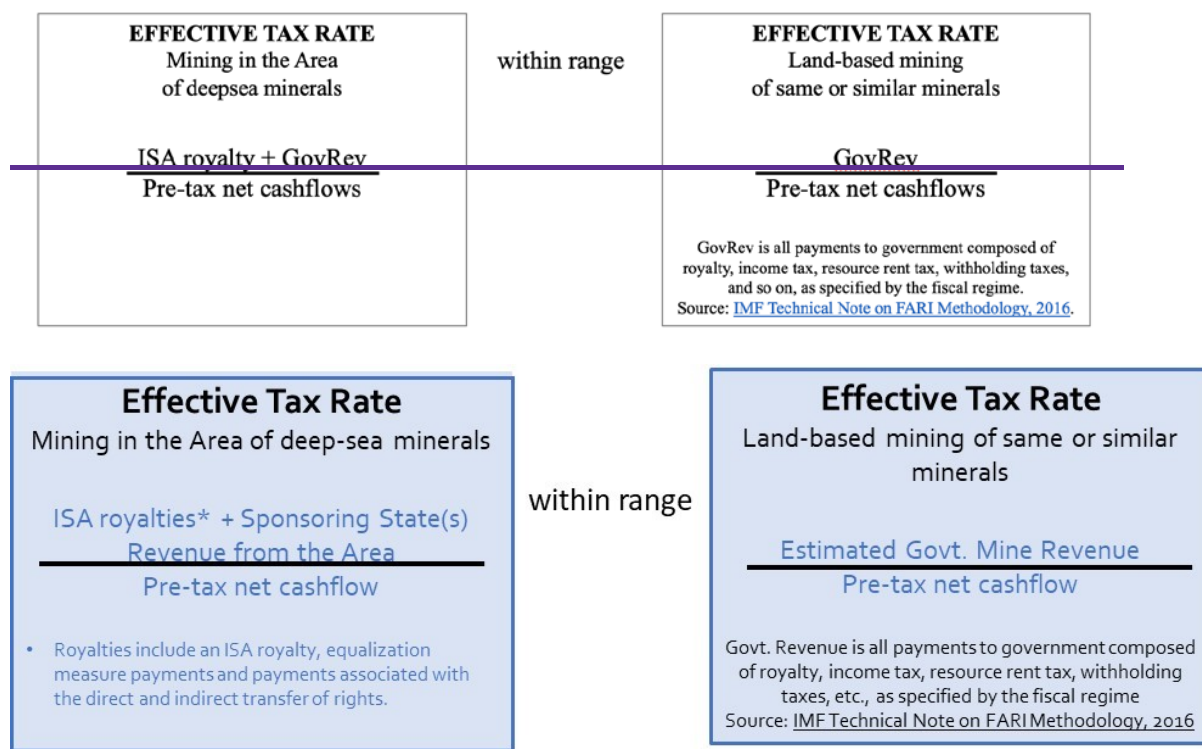 EFFECTIVE TAX RATE
Mining in the Area
of deepsea minerals
ISA royalty + GovRev
Pre-tax net cashflows
within range
EFFECTIVE TAX RATE
Land-based mining
of same or similar minerals
GovRev
Pre-tax net cashflows
GovRev is all payments to government composed of
royalty, income tax, resource rent tax, withholding taxes,
and so on, as specified by the fiscal regime.
Source: IMF Technical Note on FARI Methodology, 2016.
Effective Tax Rate
Mining in the Area of deep-sea minerals
ISA royalties* + Sponsoring State(s)
Revenue from the Area
Pre-tax net cashflow
• Royalties include an ISA royalty, equalization
measure payments and payments associated with
the direct and indirect transfer of rights.
within range
Effective Tax Rate
Land-based mining of same or similar
minerals
Estimated Govt. Mine Revenue
Pre-tax net cashflow
Govt. Revenue is all payments to government composed
of royalty, income tax, resource rent tax, withholding
taxes, etc., as specified by the fiscal regime
Source: IMF Technical Note on FARI Methodology, 2016